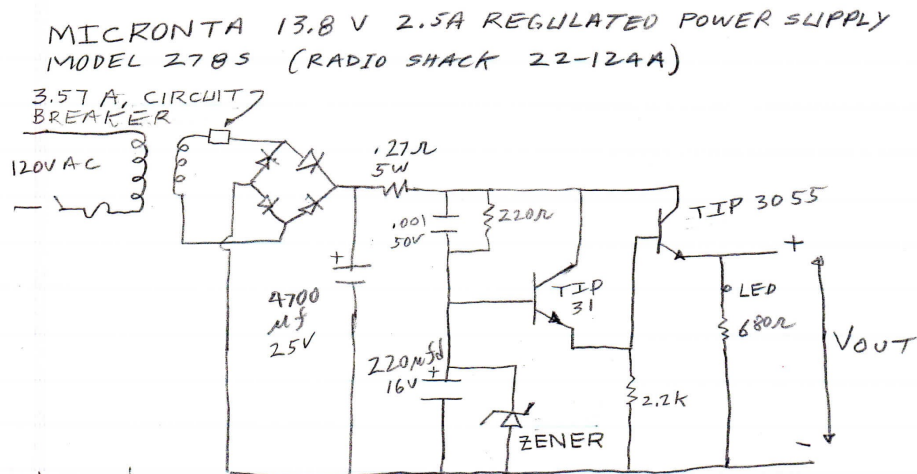 MICRONTA 13.8 V 2.5A REGULATED POWER SUPPLY
MODEL 278S (RADIO SHACK 22-124A)
3.57 A, CIRCUIT
BREAKER
120VAC
.27Ω
5W
.001
50V
220Ω
TIP 3055
+
+
4700
μf
25V
TIP
31
LED
680Ω
VOUT
220μfd
+
16V
2.2K
ZENER
-